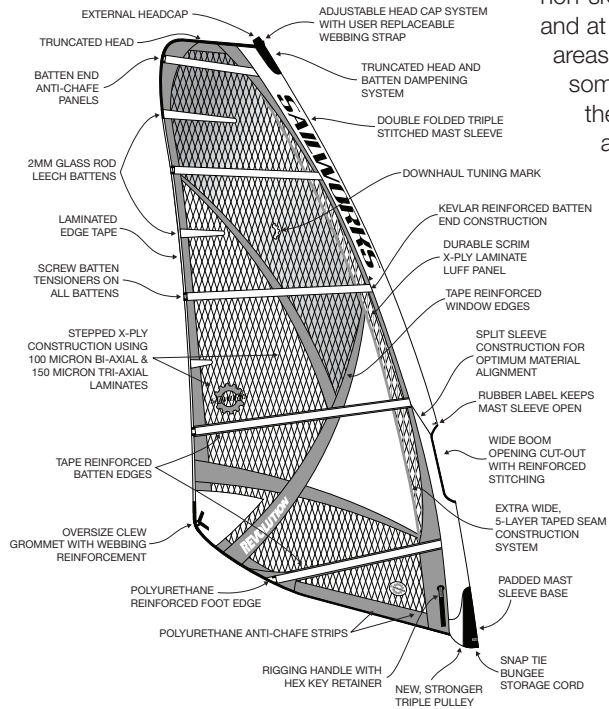 EXTERNAL HEADCAP
ADJUSTABLE HEAD CAP SYSTEM
WITH USER REPLACEABLE
WEBBING STRAP
TRUNCATED HEAD
BATTEN END
ANTI-CHAFE
PANELS
TRUNCATED HEAD AND
BATTEN DAMPENING
SYSTEM
and at
areas
som
the
a
SAILWORKS
DOUBLE FOLDED TRIPLE
STITCHED MAST SLEEVE
2MM GLASS ROD
LEECH BATTENS
DOWNHAUL TUNING MARK
LAMINATED
EDGE TAPE
KEVLAR REINFORCED BATTEN
END CONSTRUCTION
DURABLE SCRIM
X-PLY LAMINATE
LUFF PANEL
SCREW BATTEN
TENSIONERS ON
ALL BATTENS
TAPE REINFORCED
WINDOW EDGES
STEPPED X-PLY
CONSTRUCTION USING
100 MICRON BI-AXIAL &
150 MICRON TRI-AXIAL
LAMINATES
SPLIT SLEEVE
CONSTRUCTION FOR
OPTIMUM MATERIAL
ALIGNMENT
RUBBER LABEL KEEPS
MAST SLEEVE OPEN
WIDE BOOM
OPENING CUT-OUT
WITH REINFORCED
STITCHING
TAPE REINFORCED
BATTEN EDGES
REVOLUTION
EXTRA WIDE,
5-LAYER TAPED SEAM
CONSTRUCTION
SYSTEM
OVERSIZE CLEW
GROMMET WITH WEBBING
REINFORCEMENT
POLYURETHANE
REINFORCED FOOT EDGE
PADDED MAST
SLEEVE BASE
POLYURETHANE ANTI-CHAFE STRIPS
RIGGING HANDLE WITH
HEX KEY RETAINER
NEW, STRONGER
TRIPLE PULLEY
SNAP TIE
BUNGEE
STORAGE CORD